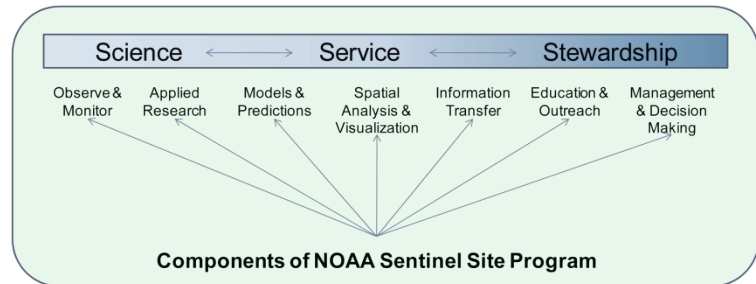 Science Service Stewardship
Observe & Monitor
Applied Research
Models & Predictions
Spatial Analysis & Visualization
Information Transfer
Education & Outreach
Management & Decision Making
Components of NOAA Sentinel Site Program